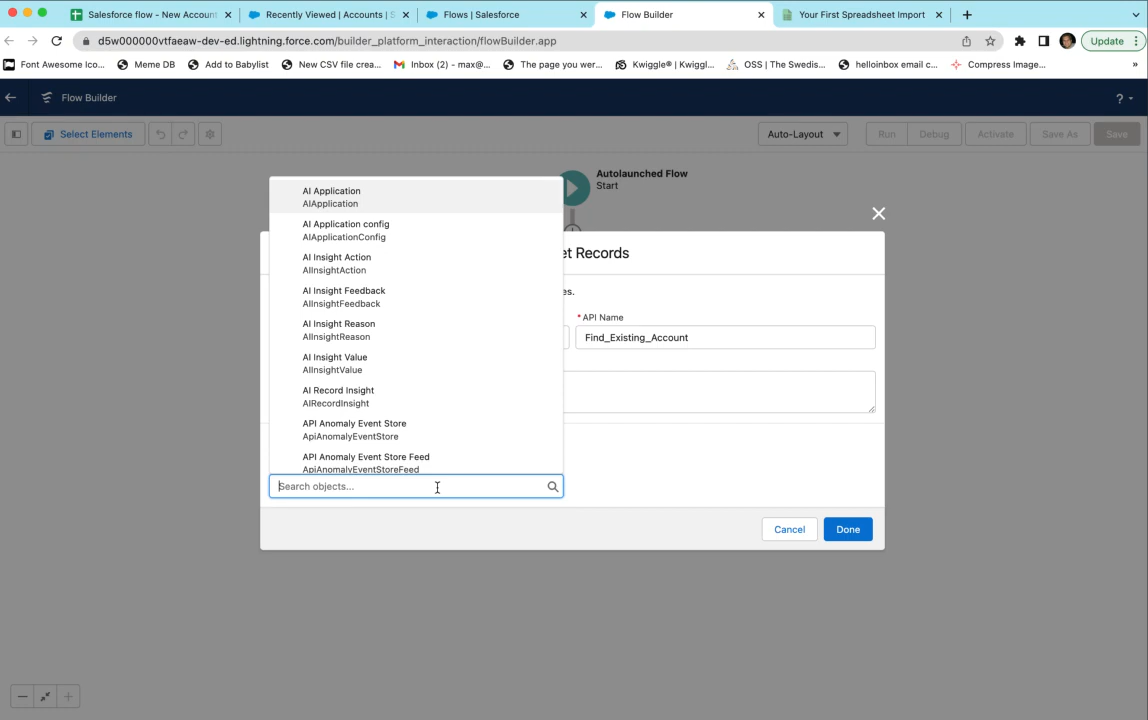 Salesforce flow - New Account
Recently Viewed | Accounts | S
Flows | Salesforce
Flow Builder
Your First Spreadsheet Import
d5w000000vtfaeaw-dev-ed.lightning.force.com/builder_platform_interaction/flowBuilder.app
Update
Font Awesome Ico...
Meme DB
Add to Babylist
New CSV file crea...
Inbox (2) - max@...
The page you wer...
Kwiggle® | Kwiggl...
OSS | The Swedis...
helloinbox email c...
Compress Image...
»
Flow Builder
?
Select Elements
Auto-Layout
Run
Debug
Activate
Save As
Save
Autolaunched Flow
Start
et Records
es.
* API Name
Find_Existing_Account
AI Application
AIApplication
AI Application config
AIApplicationConfig
AI Insight Action
AIInsightAction
AI Insight Feedback
AIInsightFeedback
AI Insight Reason
AIInsightReason
AI Insight Value
AIInsightValue
AI Record Insight
AIRecordInsight
API Anomaly Event Store
ApiAnomalyEventStore
API Anomaly Event Store Feed
ApiAnomalyEventStoreFeed
Search objects...
Cancel
Done